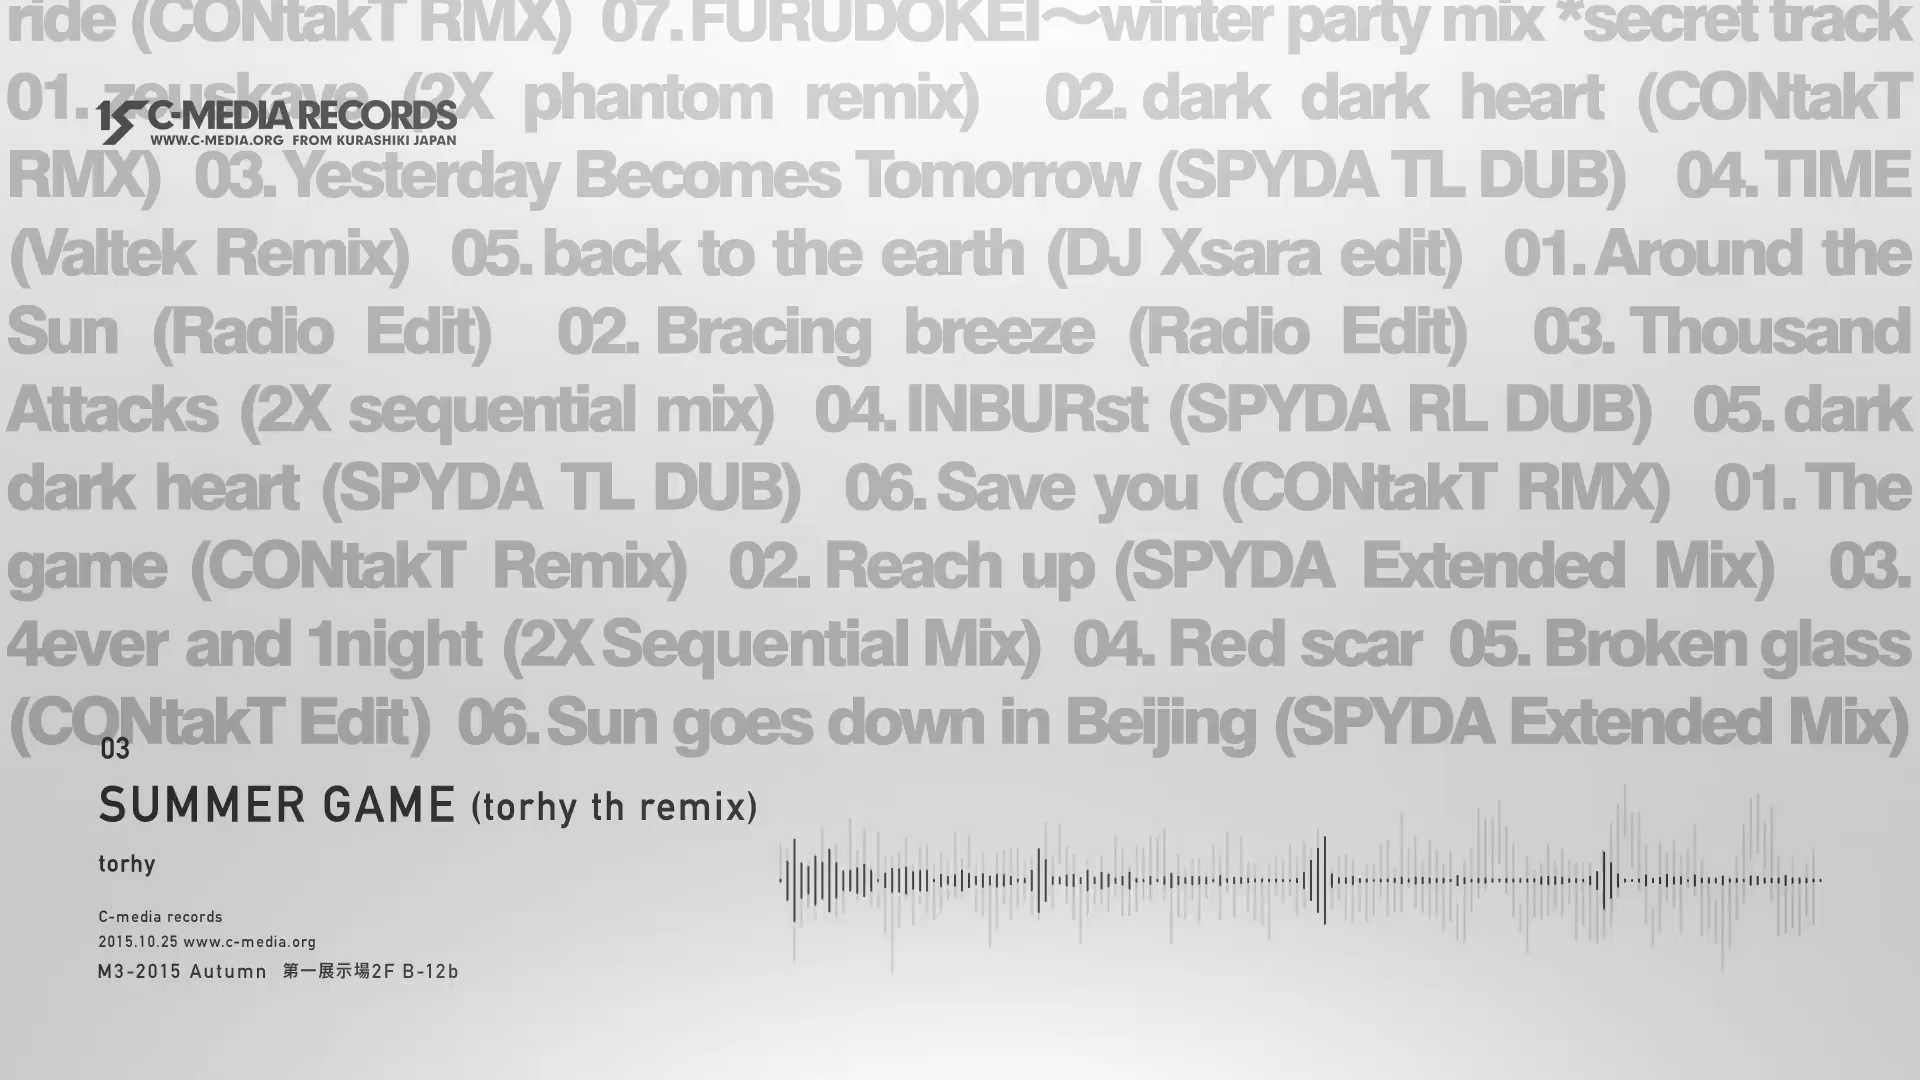 ride (CONtakT RMX) 07. FURUDOKEI～winter party mix *secret track
01. zeuskave (2X phantom remix) 02. dark dark heart (CONtakT
15 C-MEDIA RECORDS
WWW.C-MEDIA.ORG FROM KURASHIKI JAPAN
RMX) 03. Yesterday Becomes Tomorrow (SPYDA TL DUB) 04. TIME
(Valtek Remix) 05. back to the earth (DJ Xsara edit) 01. Around the
Sun (Radio Edit) 02. Bracing breeze (Radio Edit) 03. Thousand
Attacks (2X sequential mix) 04. INBURst (SPYDA RL DUB) 05. dark
dark heart (SPYDA TL DUB) 06. Save you (CONtakT RMX) 01. The
game (CONtakT Remix) 02. Reach up (SPYDA Extended Mix) 03.
4ever and 1night (2X Sequential Mix) 04. Red scar 05. Broken glass
(CONtakT Edit) 06. Sun goes down in Beijing (SPYDA Extended Mix)
03
SUMMER GAME (torhy th remix)
torhy
C-media records
2015.10.25 www.c-media.org
M3-2015 Autumn 第一展示場2F B-12b